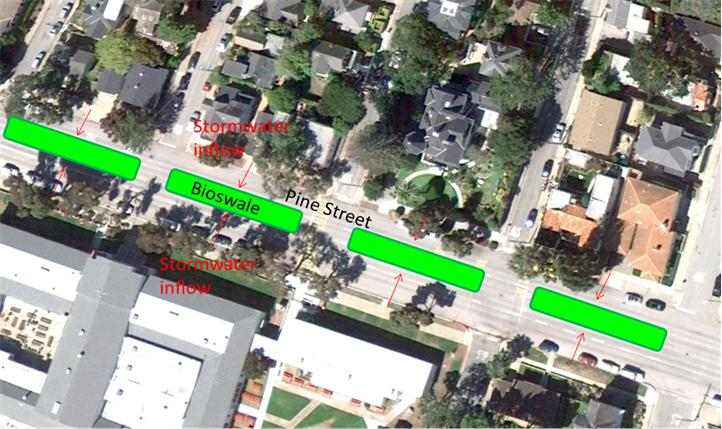 Stormwater
inflow
Bioswale
Pine Street
Stormwater
inflow